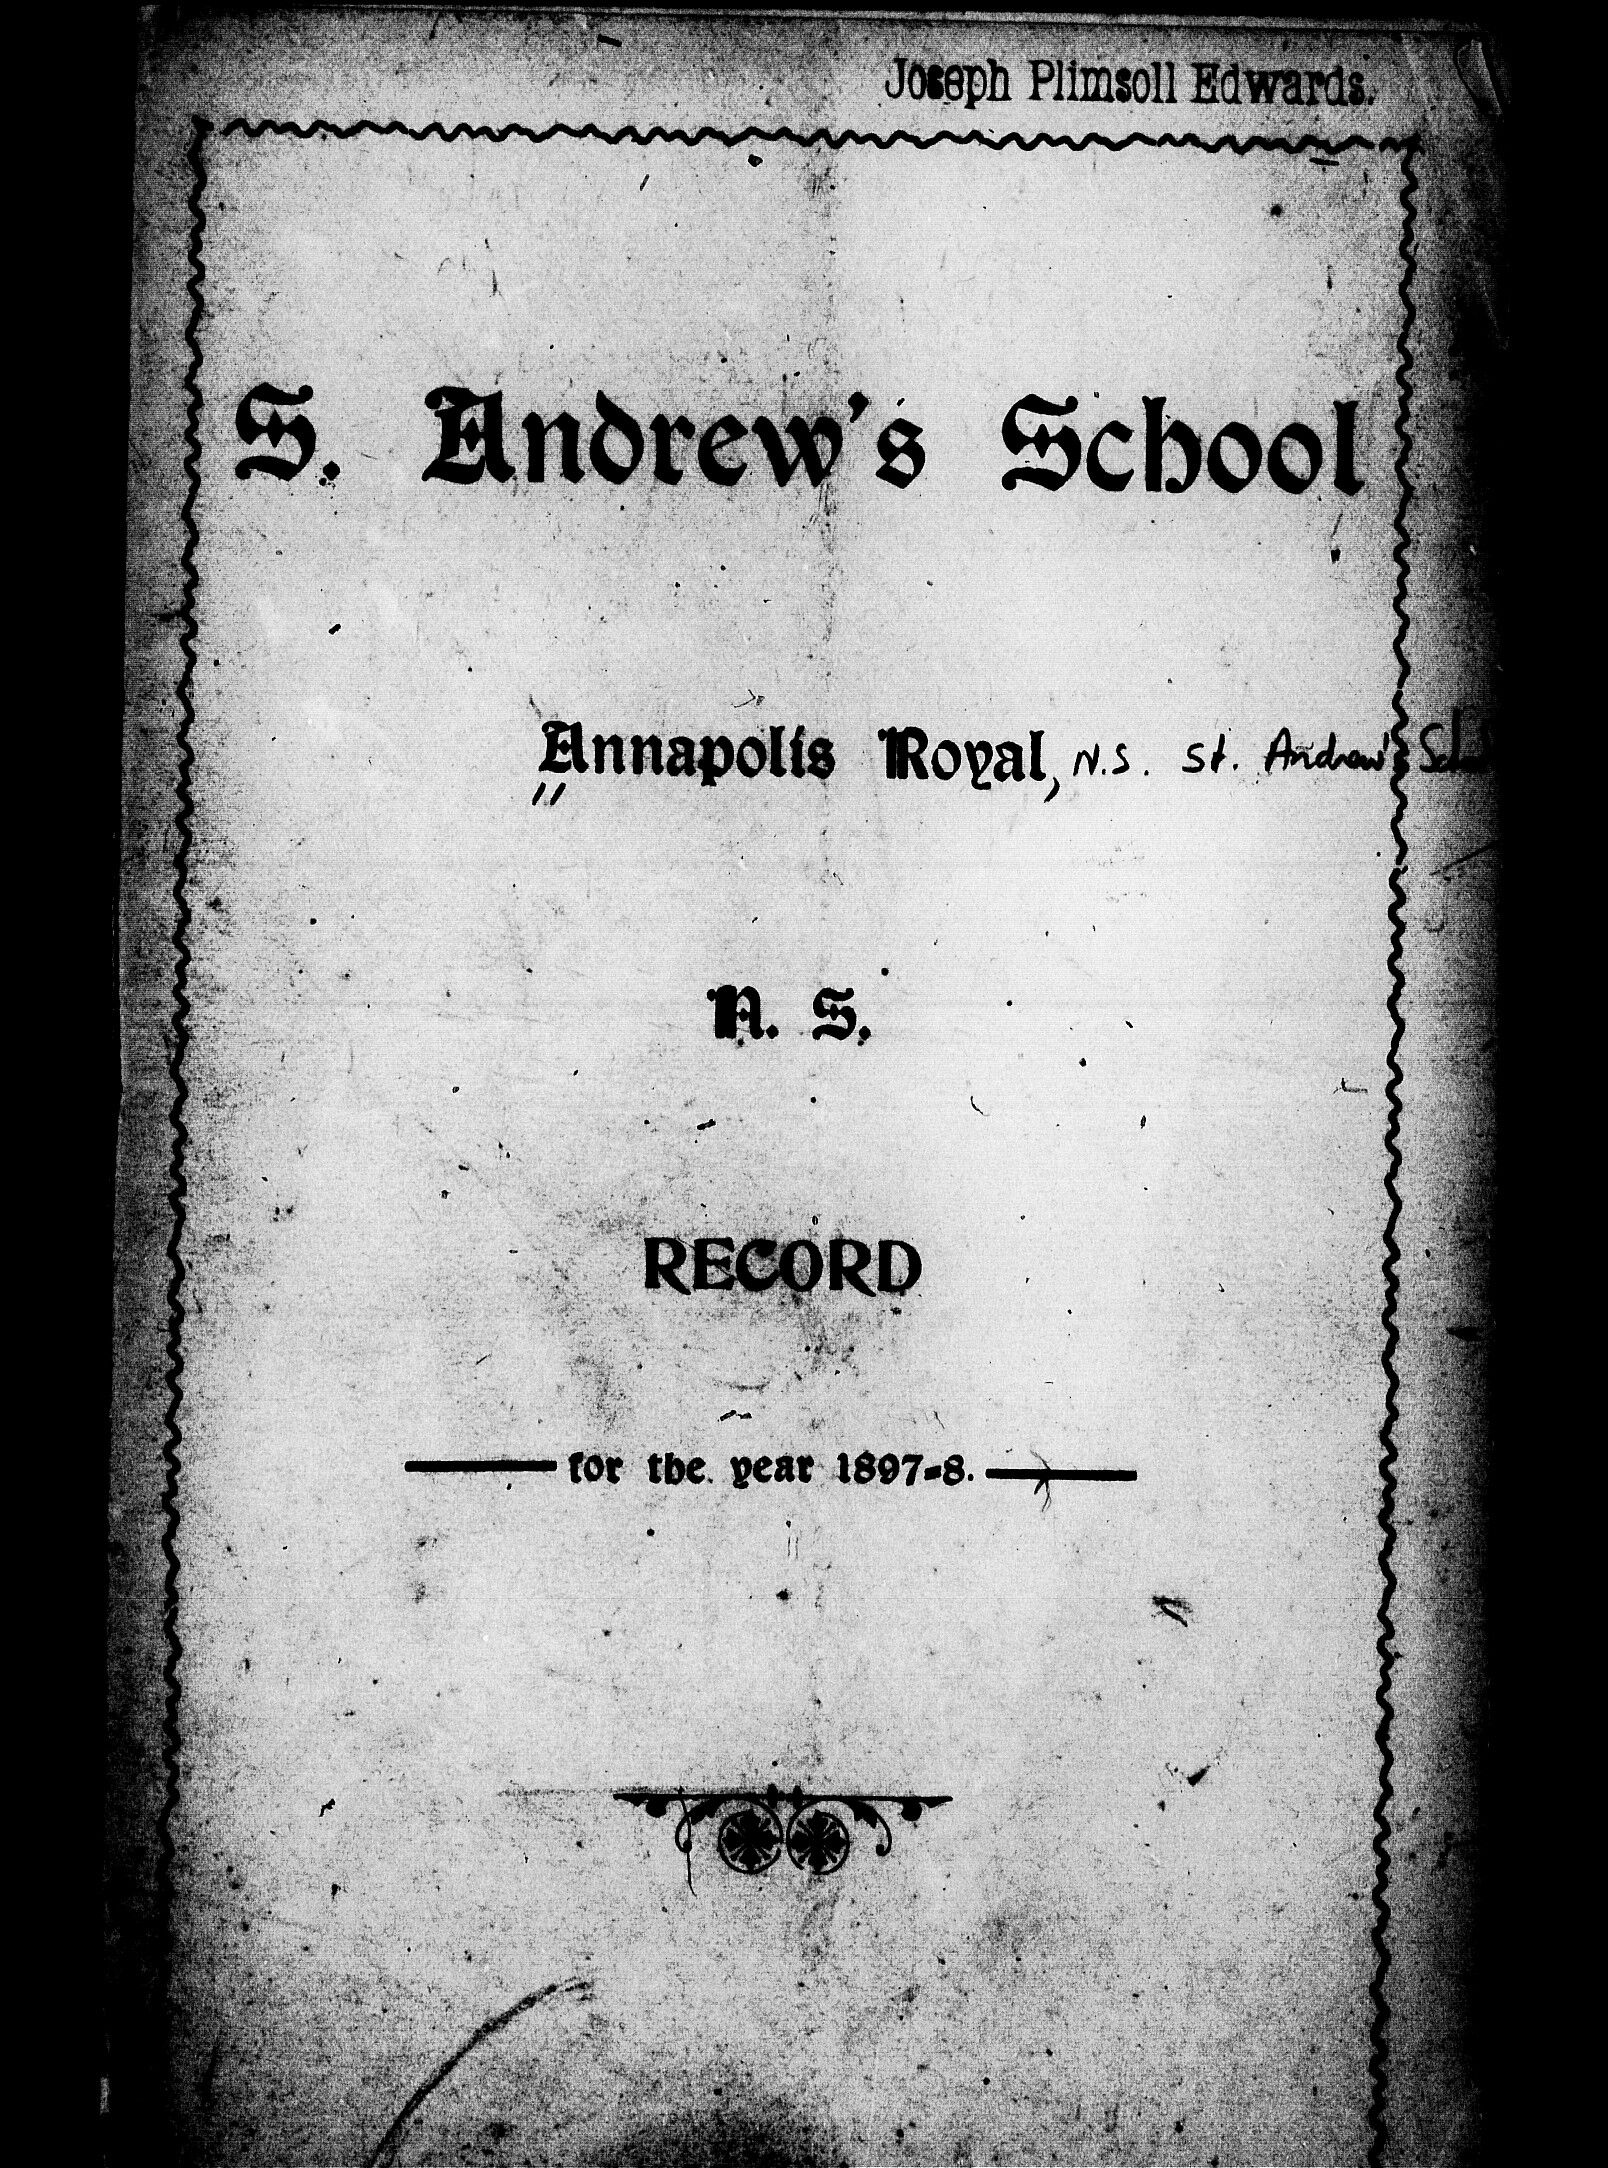 Joseph Plimsoll Edwards.
S. Andrew's School
Annapolis Royal, N.S. St. Andrew's
N. S.
RECORD
for the year 1897-8.